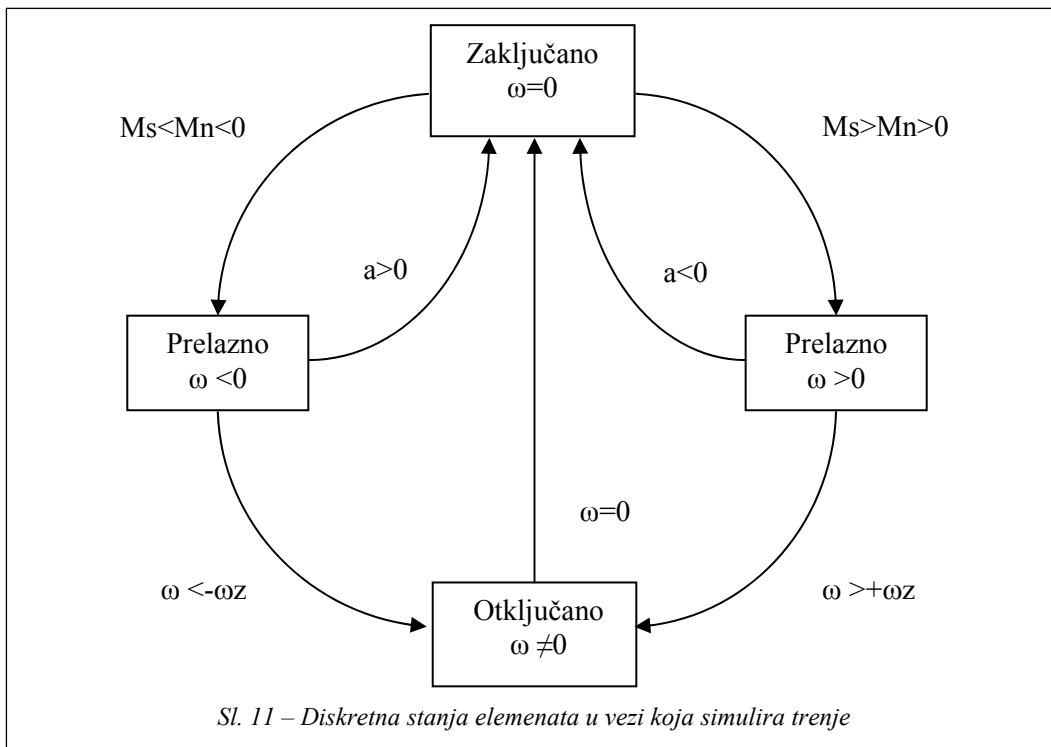 Zaključano
ω=0
Ms<Mn<0
Ms>Mn>0
a>0
a<0
Prelazno
ω <0
Prelazno
ω >0
ω=0
ω <-ωz
ω >+ωz
Otključano
ω ≠0
Sl. 11 – Diskretna stanja elemenata u vezi koja simulira trenje